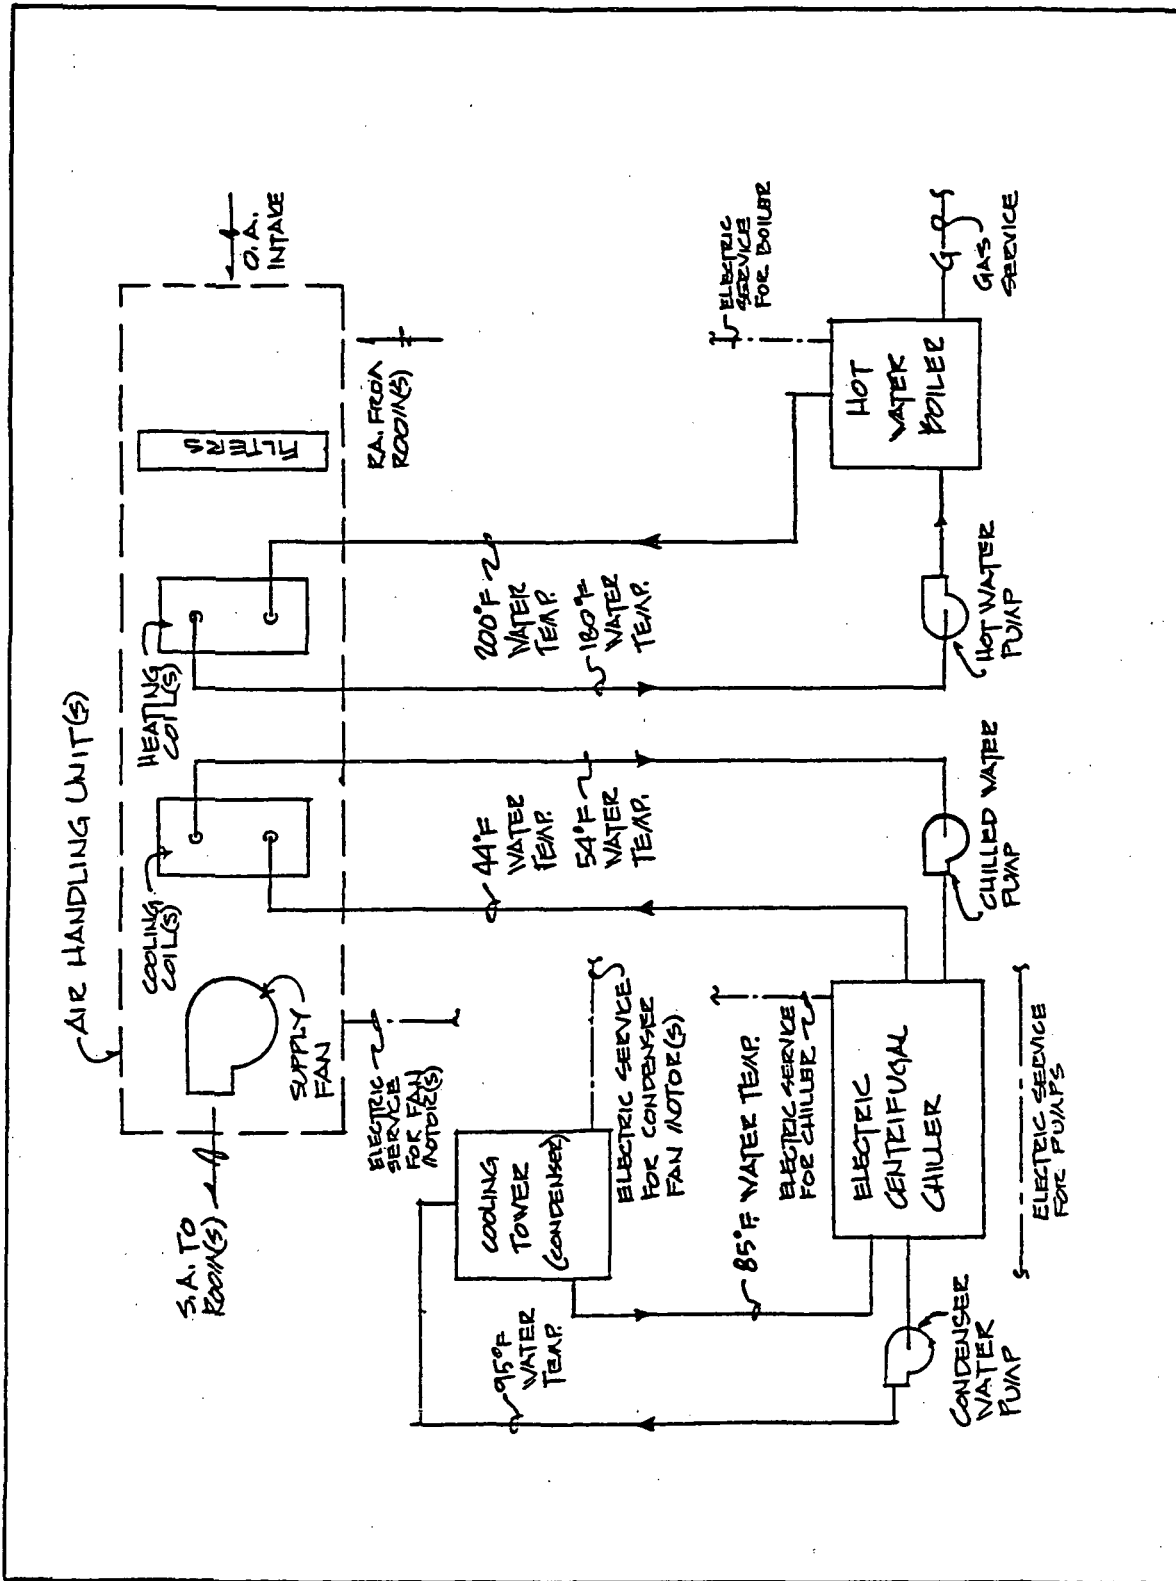 AIR HANDLING UNIT(S)
S.A. TO
ROOM(S)
SUPPLY
FAN
COOLING
COIL(S)
HEATING
COIL(S)
FILTERS
O.A.
INTAKE
R.A. FROM
ROOM(S)
ELECTRIC
SERVICE
FOR FAN
MOTOR(S)
95°F
WATER
TEMP.
COOLING
TOWER
(CONDENSER)
ELECTRIC SERVICE
FOR CONDENSER
FAN MOTOR(S)
44°F
WATER
TEMP.
54°F
WATER
TEMP.
200°F
WATER
TEMP.
180°F
WATER
TEMP.
85°F WATER TEMP.
ELECTRIC SERVICE
FOR CHILLER
ELECTRIC
SERVICE
FOR BOILER
ELECTRIC
CENTRIFUGAL
CHILLER
HOT
WATER
BOILER
CONDENSER
WATER
PUMP
CHILLED WATER
PUMP
HOT WATER
PUMP
G
GAS
SERVICE
ELECTRIC SERVICE
FOR PUMPS